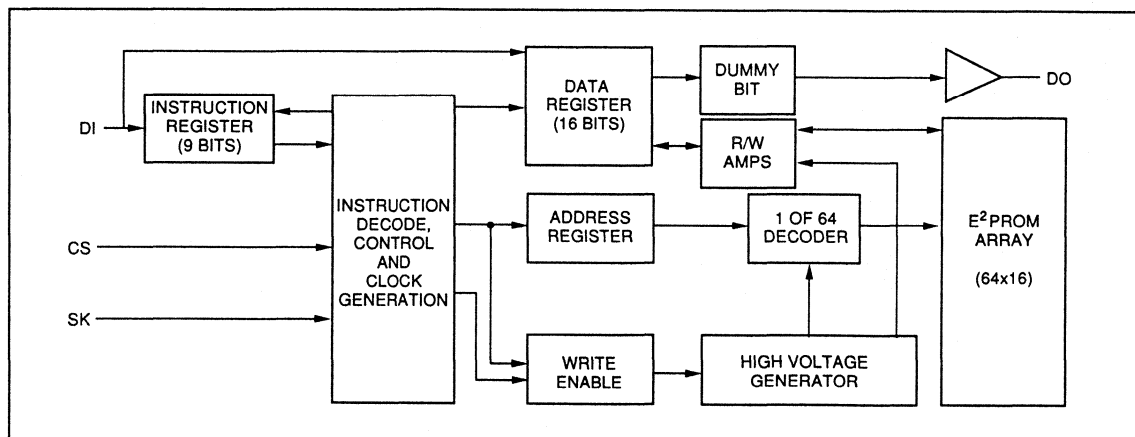 DI
INSTRUCTION
REGISTER
(9 BITS)
DATA
REGISTER
(16 BITS)
DUMMY
BIT
DO
R/W
AMPS
CS
SK
INSTRUCTION
DECODE,
CONTROL
AND
CLOCK
GENERATION
ADDRESS
REGISTER
1 OF 64
DECODER
E²PROM
ARRAY
(64x16)
WRITE
ENABLE
HIGH VOLTAGE
GENERATOR